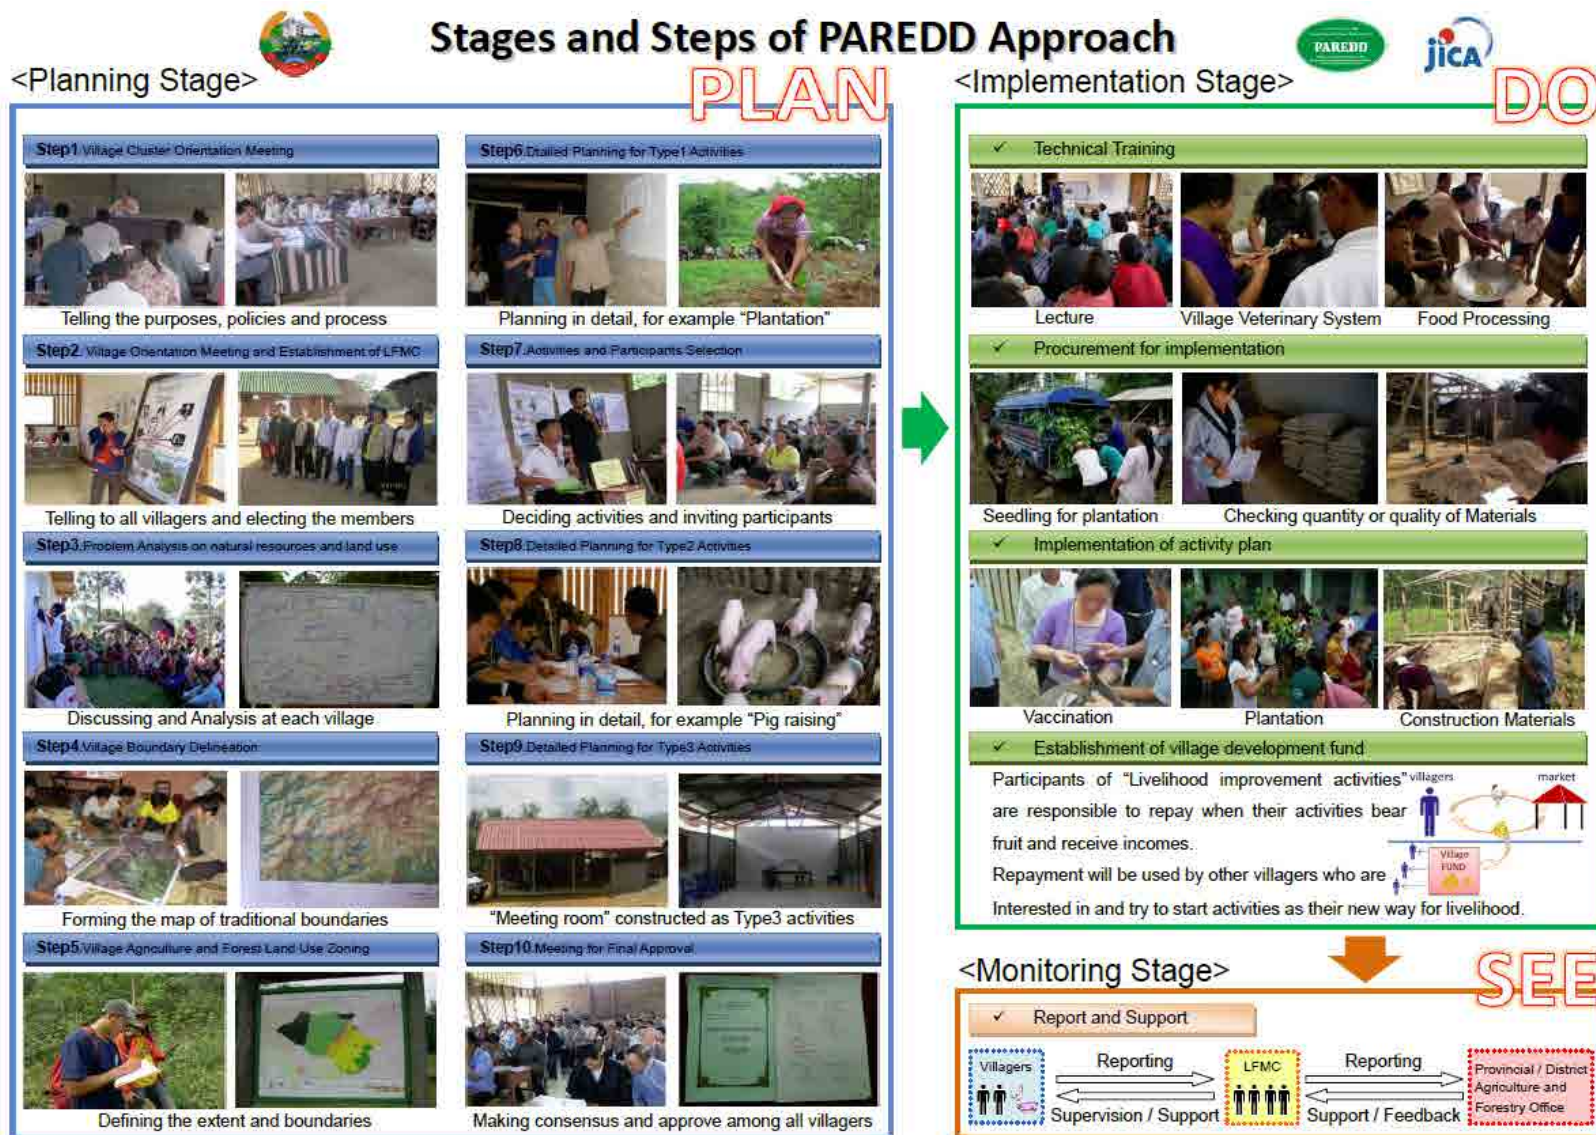 Stages and Steps of PAREDD Approach
PAREDD
jICA
<Planning Stage>
PLAN
Step1.Village Cluster Orientation Meeting
Telling the purposes, policies and process
Step2. Village Orientation Meeting and Establishment of LFMC
Telling to all villagers and electing the members
Step3.Problem Analysis on natural resources and land use
Discussing and Analysis at each village
Step4.Village Boundary Delineation
Forming the map of traditional boundaries
Step5.Village Agriculture and Forest Land Use Zoning
Defining the extent and boundaries
Step6.Dtailed Planning for Type1 Activities
Planning in detail, for example “Plantation”
Step7.Activities and Participants Selection
Deciding activities and inviting participants
Step8.Detailed Planning for Type2 Activities
Planning in detail, for example “Pig raising”
Step9.Detailed Planning for Type3 Activities
“Meeting room” constructed as Type3 activities
Step10.Meeting for Final Approval
Making consensus and approve among all villagers
<Implementation Stage>
DO
✓ Technical Training
Lecture
Village Veterinary System
Food Processing
✓ Procurement for implementation
Seedling for plantation
Checking quantity or quality of Materials
✓ Implementation of activity plan
Vaccination
Plantation
Construction Materials
✓ Establishment of village development fund
Participants of “Livelihood improvement activities”
are responsible to repay when their activities bear
fruit and receive incomes.
Repayment will be used by other villagers who are
Interested in and try to start activities as their new way for livelihood.
villagers
market
Village
FUND
<Monitoring Stage>
SEE
✓ Report and Support
Villagers
Reporting
Supervision / Support
LFMC
Reporting
Support / Feedback
Provincial / District
Agriculture and
Forestry Office